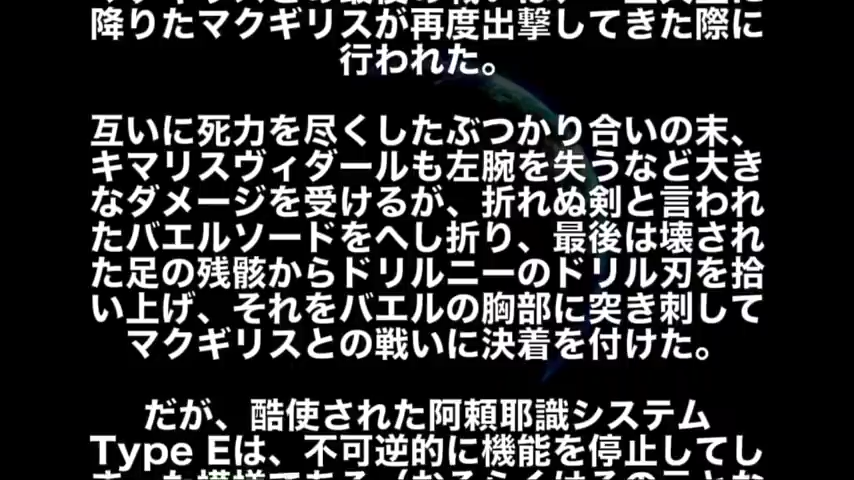 降りたマクギリスが再度出撃してきた際に
行われた。
互いに死力を尽くしたぶつかり合いの末、
キマリスヴィダールも左腕を失うなど大き
なダメージを受けるが、折れぬ剣と言われ
たバエルソードをへし折り、最後は壊され
た足の残骸からドリルニーのドリル刃を拾
い上げ、それをバエルの胸部に突き刺して
マクギリスとの戦いに決着を付けた。
だが、酷使された阿頼耶識システム
Type Eは、不可逆的に機能を停止してし